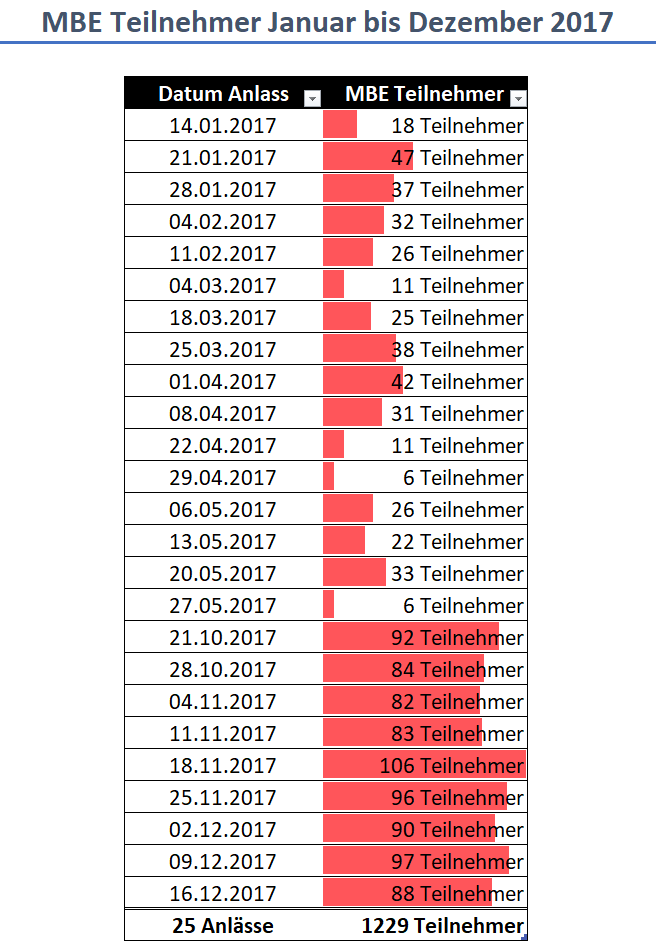 MBE Teilnehmer Januar bis Dezember 2017
Datum Anlass MBE Teilnehmer
14.01.2017 18 Teilnehmer
21.01.2017 47 Teilnehmer
28.01.2017 37 Teilnehmer
04.02.2017 32 Teilnehmer
11.02.2017 26 Teilnehmer
04.03.2017 11 Teilnehmer
18.03.2017 25 Teilnehmer
25.03.2017 38 Teilnehmer
01.04.2017 42 Teilnehmer
08.04.2017 31 Teilnehmer
22.04.2017 11 Teilnehmer
29.04.2017 6 Teilnehmer
06.05.2017 26 Teilnehmer
13.05.2017 22 Teilnehmer
20.05.2017 33 Teilnehmer
27.05.2017 6 Teilnehmer
21.10.2017 92 Teilnehmer
28.10.2017 84 Teilnehmer
04.11.2017 82 Teilnehmer
11.11.2017 83 Teilnehmer
18.11.2017 106 Teilnehmer
25.11.2017 96 Teilnehmer
02.12.2017 90 Teilnehmer
09.12.2017 97 Teilnehmer
16.12.2017 88 Teilnehmer
25 Anlässe 1229 Teilnehmer